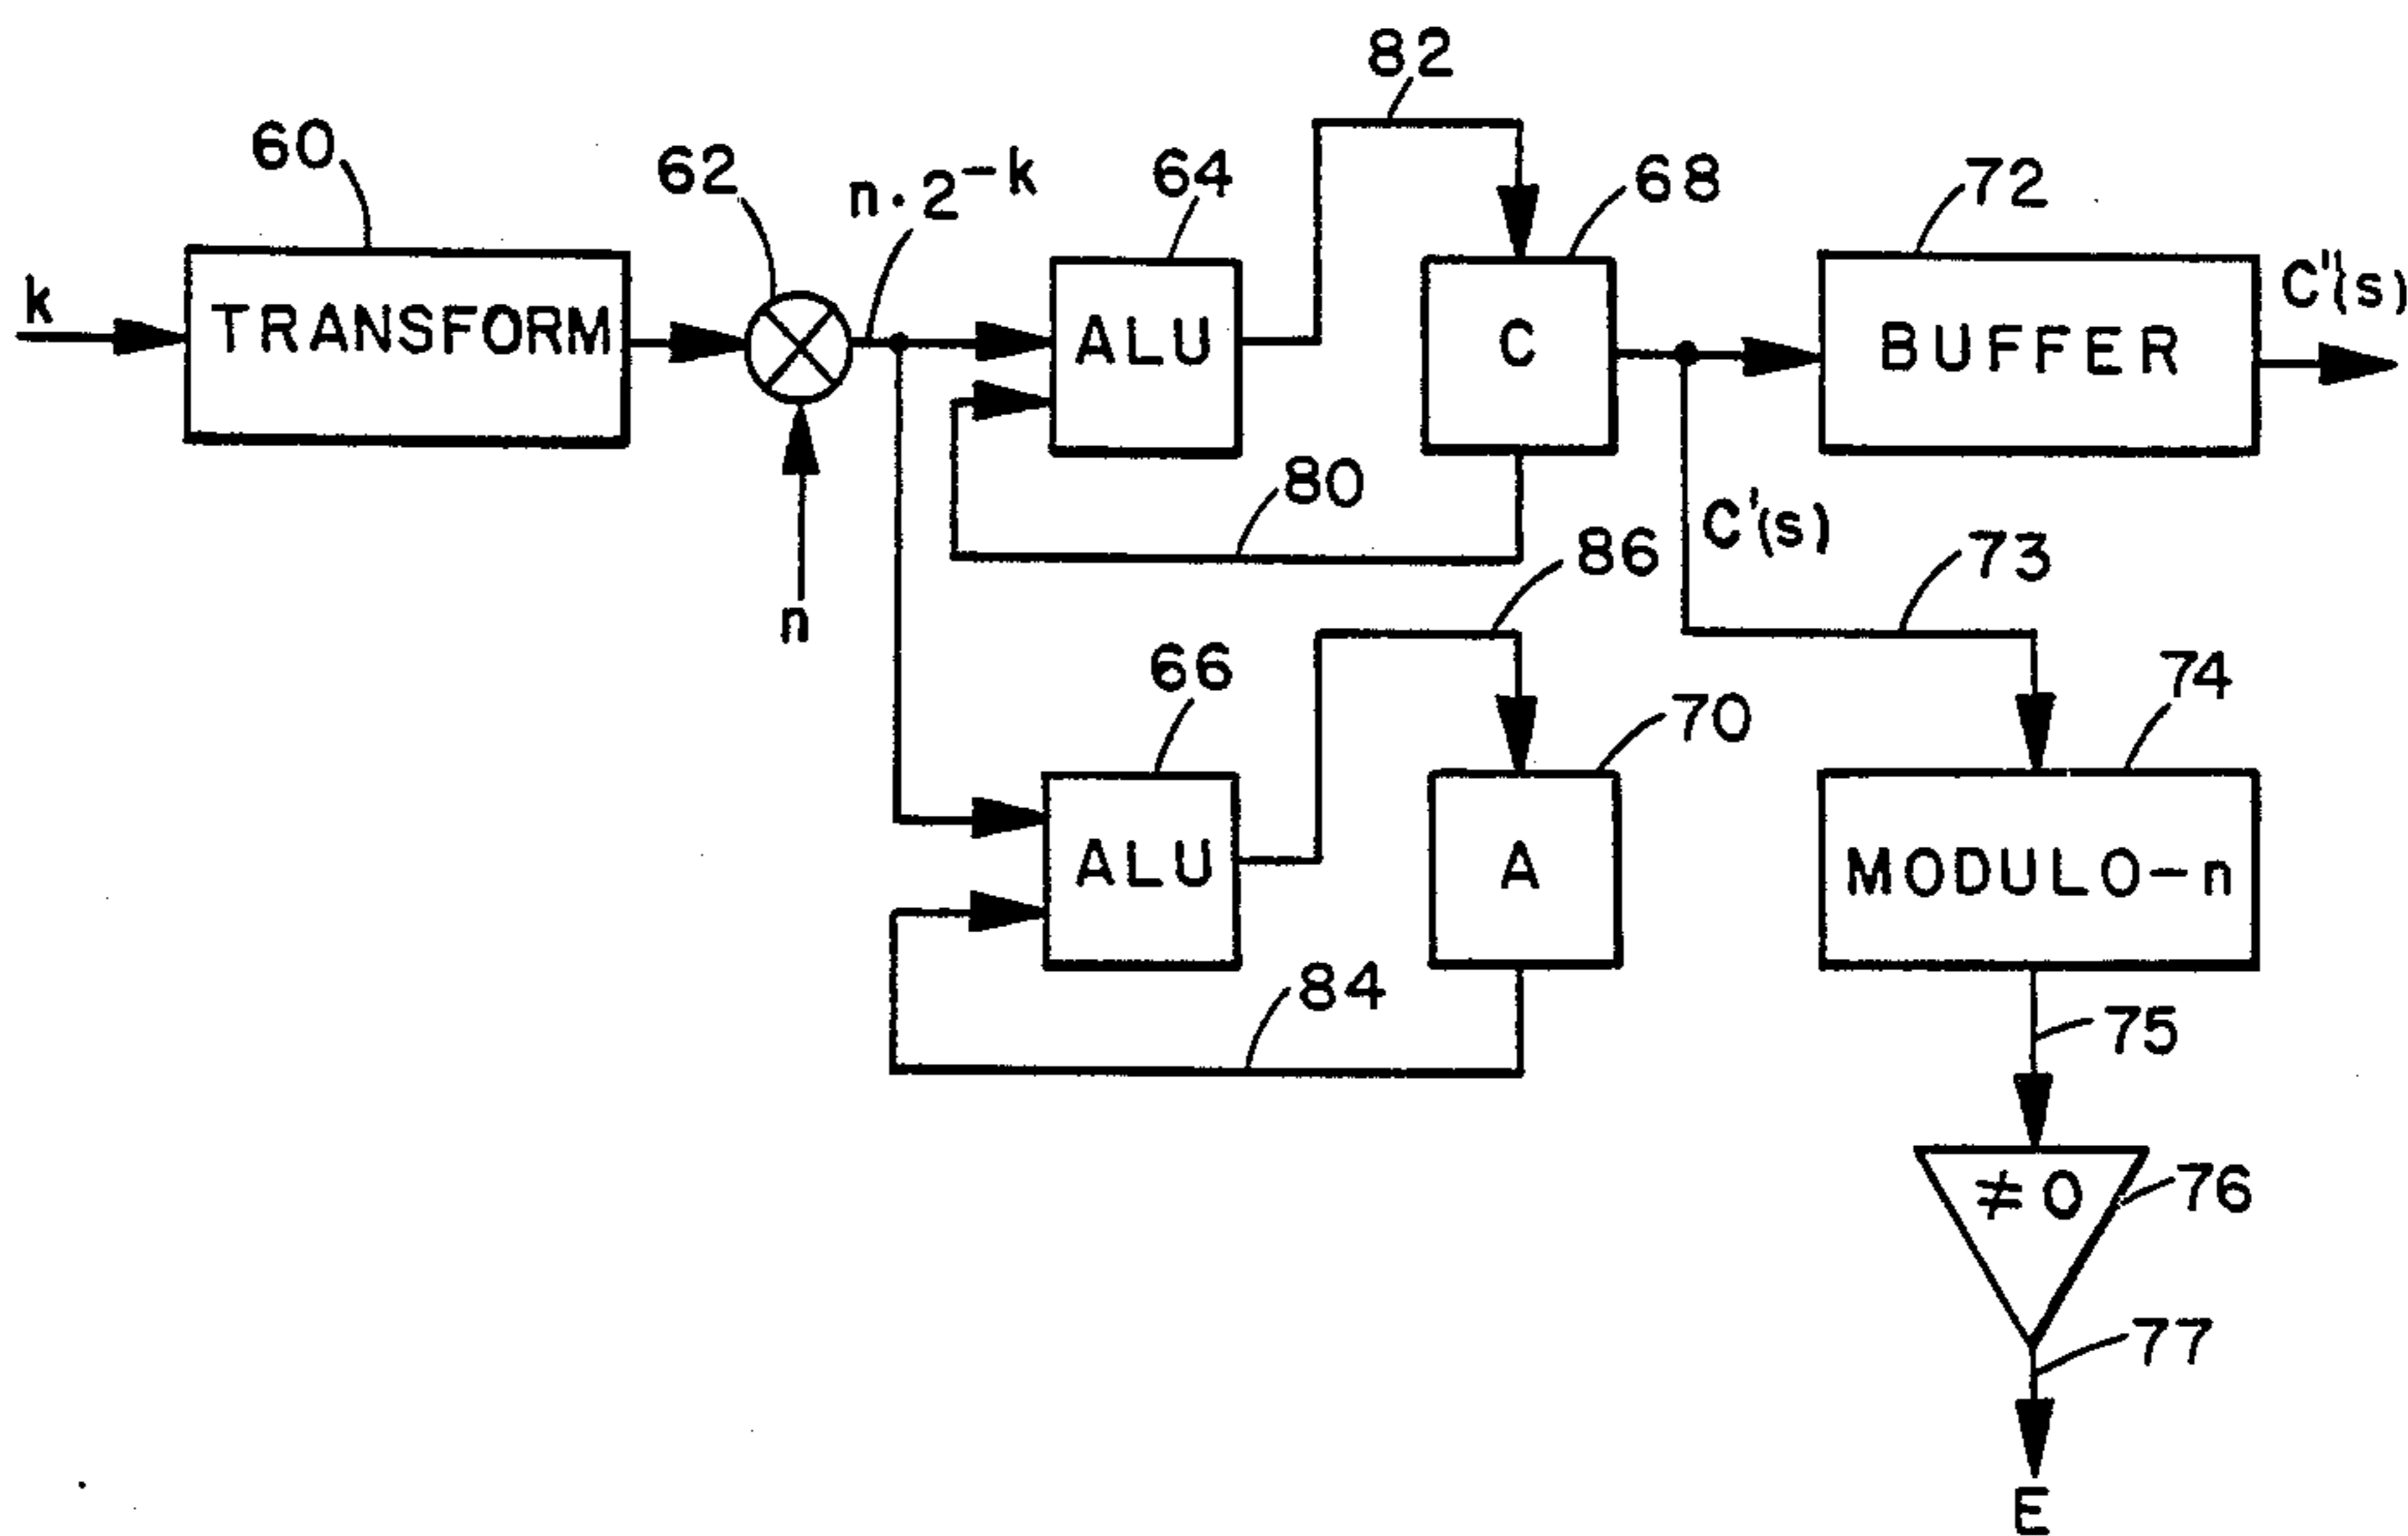 82
60
62
n·2⁻ᵏ
64
68
72
k
TRANSFORM
ALU
C
BUFFER
C''(s)
80
C'(s)
n
86
73
66
74
70
ALU
A
MODULO-n
84
75
≠0
76
77
E